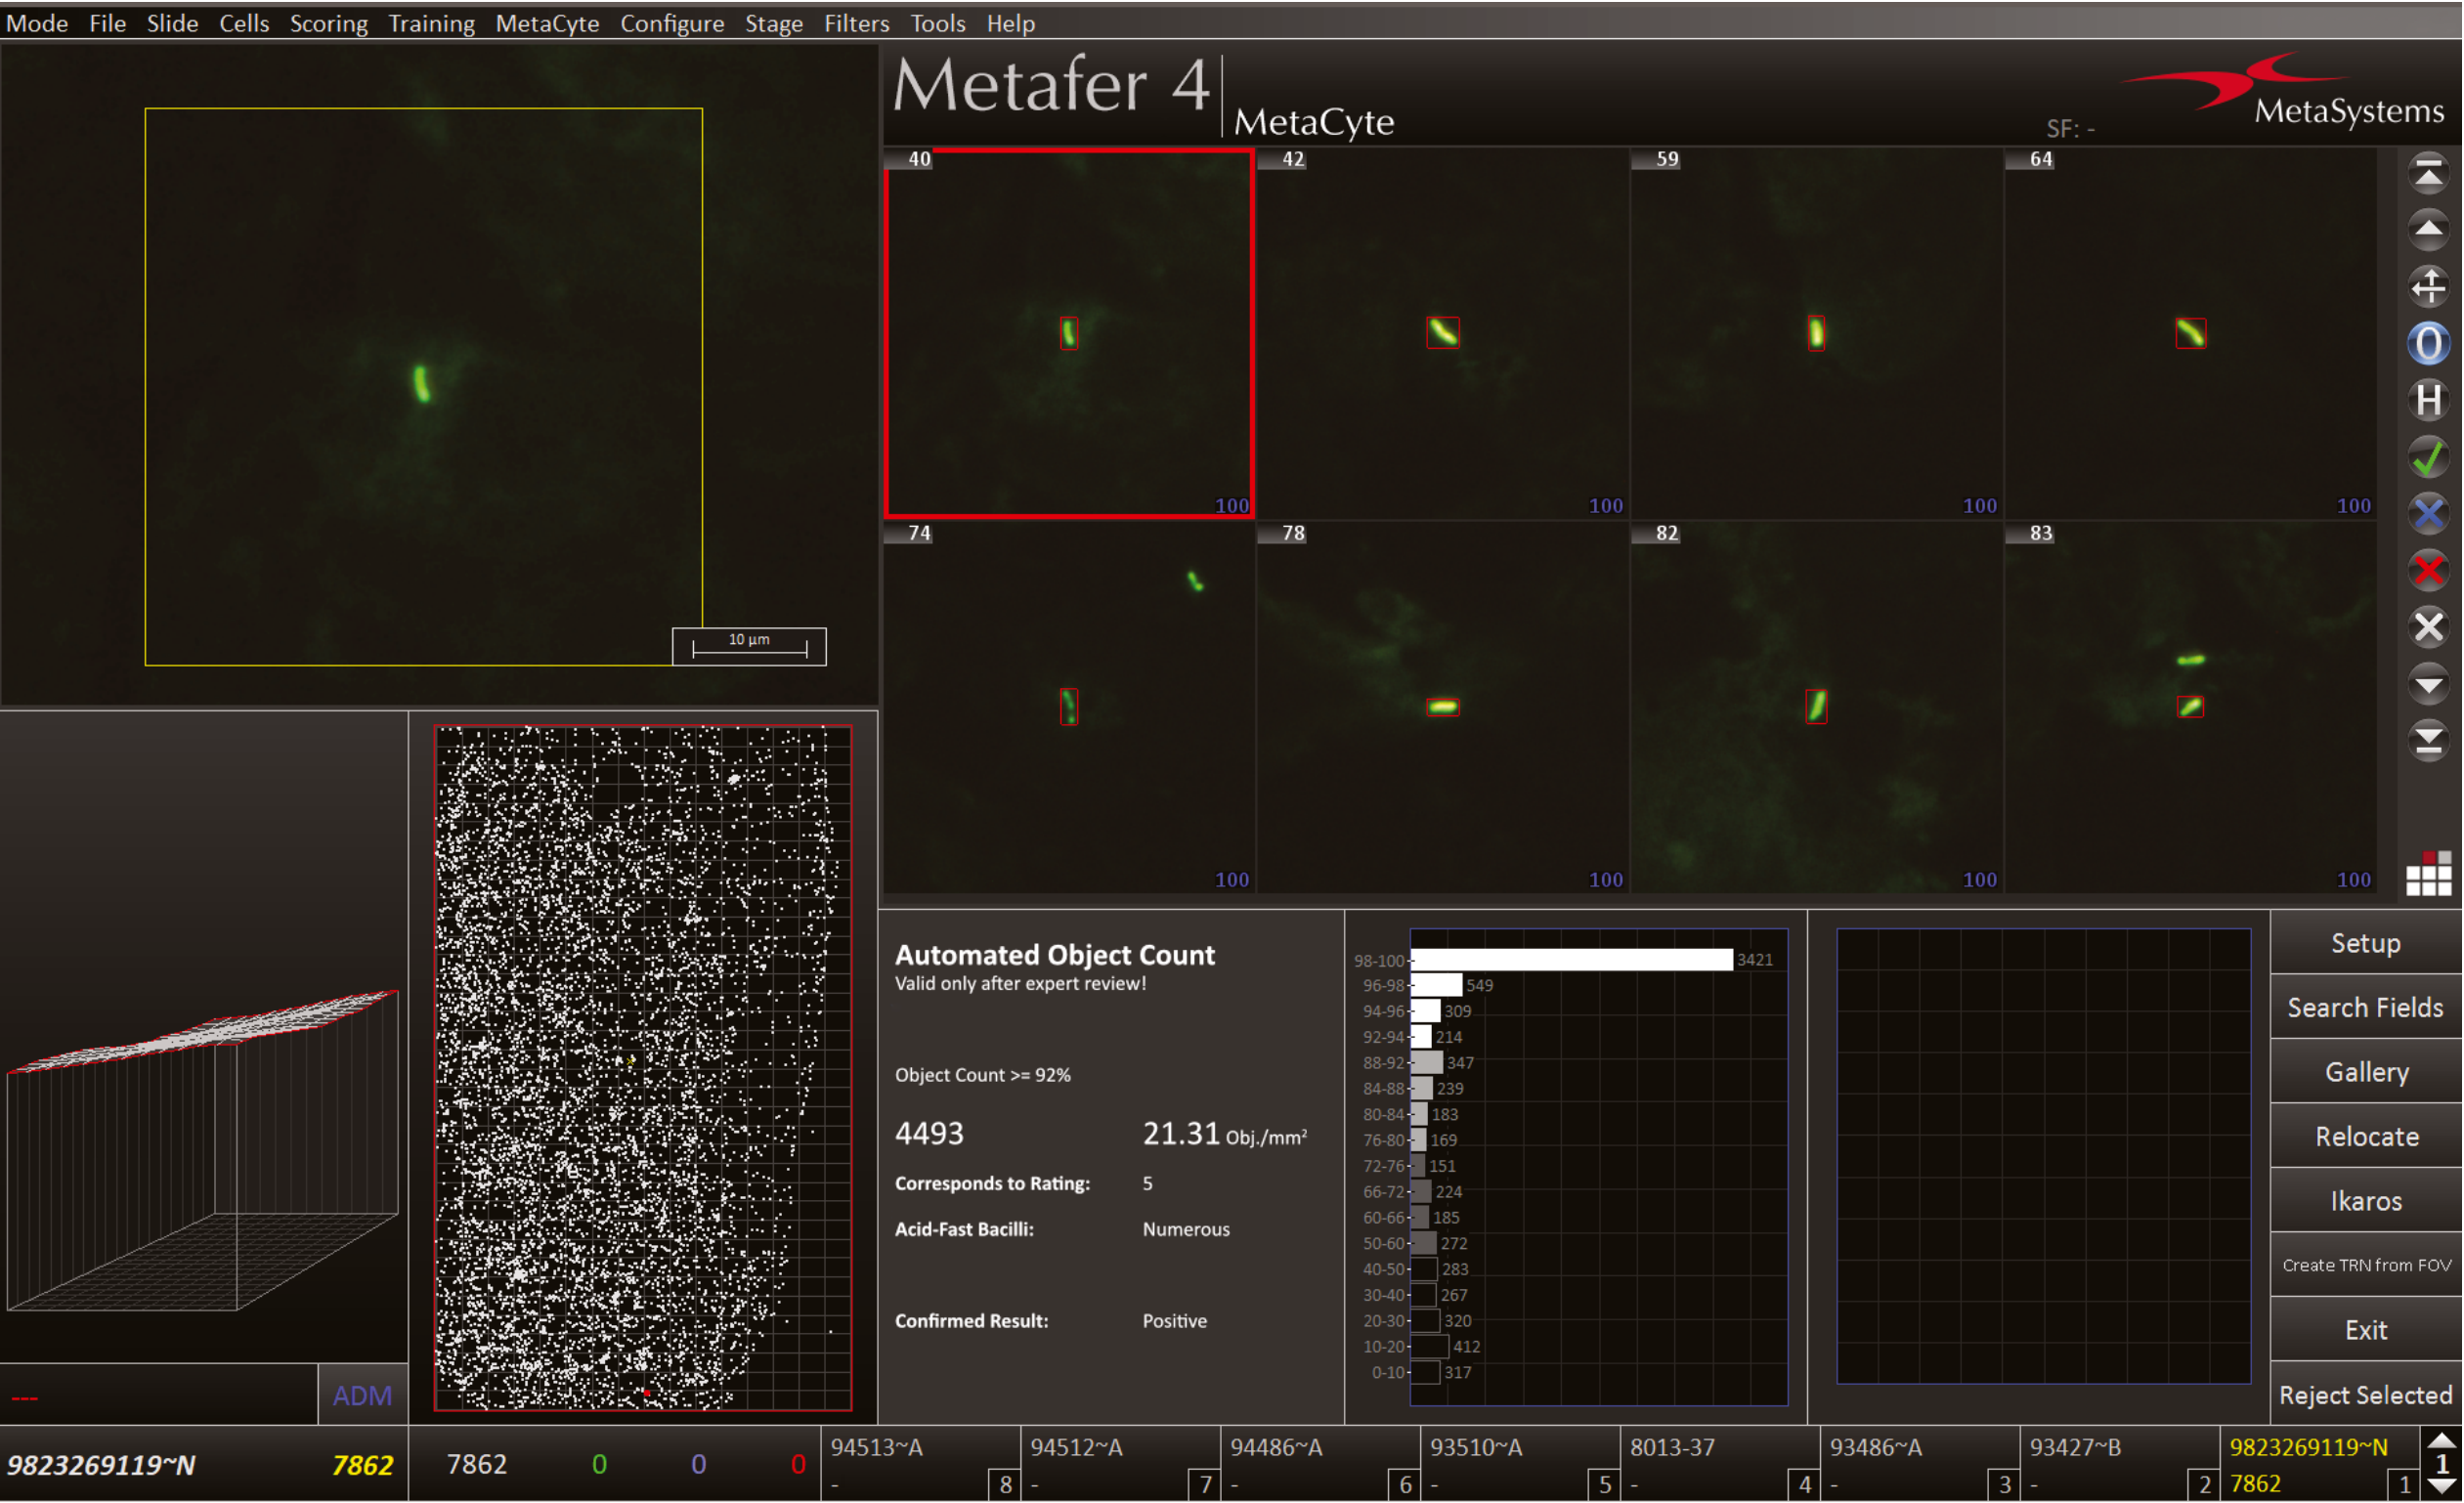 Mode File Slide Cells Scoring Training MetaCyte Configure Stage Filters Tools Help
Metafer 4
MetaCyte
SF: -
MetaSystems
10 µm
40
100
42
100
59
100
64
100
74
100
78
100
82
100
83
100
O
H
Automated Object Count
Valid only after expert review!
Object Count >= 92%
4493 21.31 Obj./mm²
Corresponds to Rating: 5
Acid-Fast Bacilli: Numerous
Confirmed Result: Positive
98-100 3421
96-98 549
94-96 309
92-94 214
88-92 347
84-88 239
80-84 183
76-80 169
72-76 151
66-72 224
60-66 185
50-60 272
40-50 283
30-40 267
20-30 320
10-20 412
0-10 317
Setup
Search Fields
Gallery
Relocate
Ikaros
Create TRN from FOV
Exit
Reject Selected
--- ADM
9823269119~N 7862
7862 0 0 0
94513~A
- 8
94512~A
- 7
94486~A
- 6
93510~A
- 5
8013-37
- 4
93486~A
- 3
93427~B
- 2
9823269119~N
7862 1
1